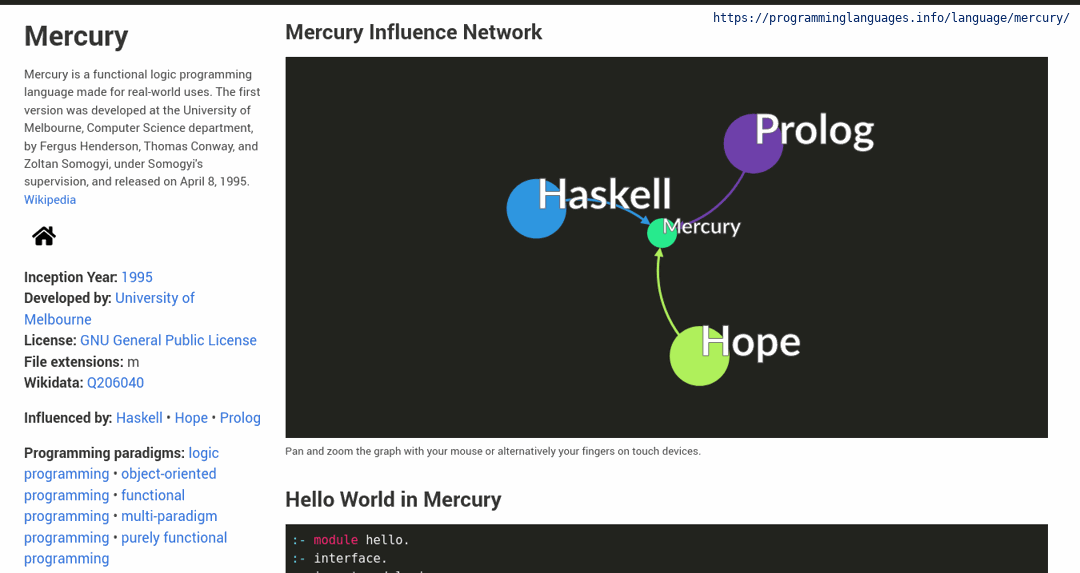 https://programminglanguages.info/language/mercury/
Mercury
Mercury is a functional logic programming
language made for real-world uses. The first
version was developed at the University of
Melbourne, Computer Science department,
by Fergus Henderson, Thomas Conway, and
Zoltan Somogyi, under Somogyi's
supervision, and released on April 8, 1995.
Wikipedia
Inception Year: 1995
Developed by: University of
Melbourne
License: GNU General Public License
File extensions: m
Wikidata: Q206040
Influenced by: Haskell • Hope • Prolog
Programming paradigms: logic
programming • object-oriented
programming • functional
programming • multi-paradigm
programming • purely functional
programming
Mercury Influence Network
Prolog
Haskell
Mercury
Hope
Pan and zoom the graph with your mouse or alternatively your fingers on touch devices.
Hello World in Mercury
:- module hello.
:- interface.